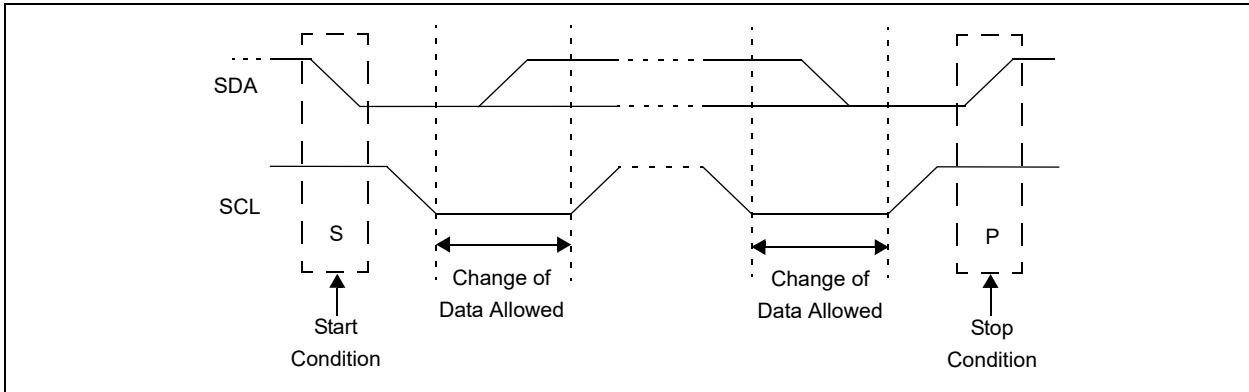 SDA
SCL
S
P
Change of
Data Allowed
Change of
Data Allowed
Start
Condition
Stop
Condition